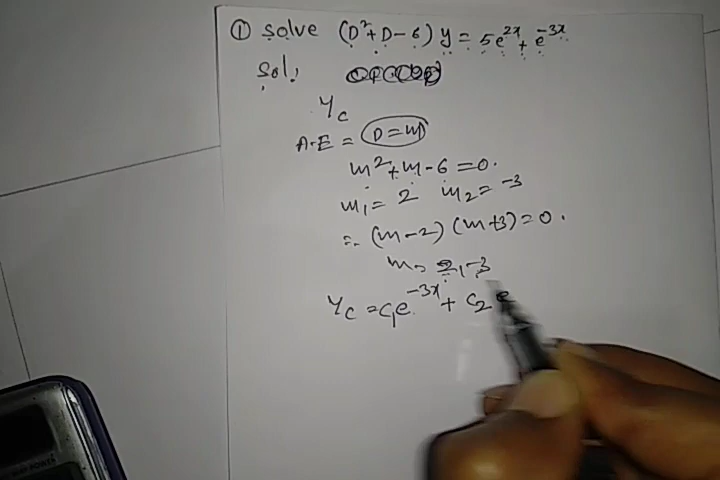 ① Solve (D²+D-6) y = 5e^2x + e^-3x
Sol,
Yc
A.E = D=m
m²+m-6=0.
m₁= 2 m₂= -3
∴ (m-2) (m+3)=0.
m= 2,-3
Yc = C₁e^-3x + C₂ e